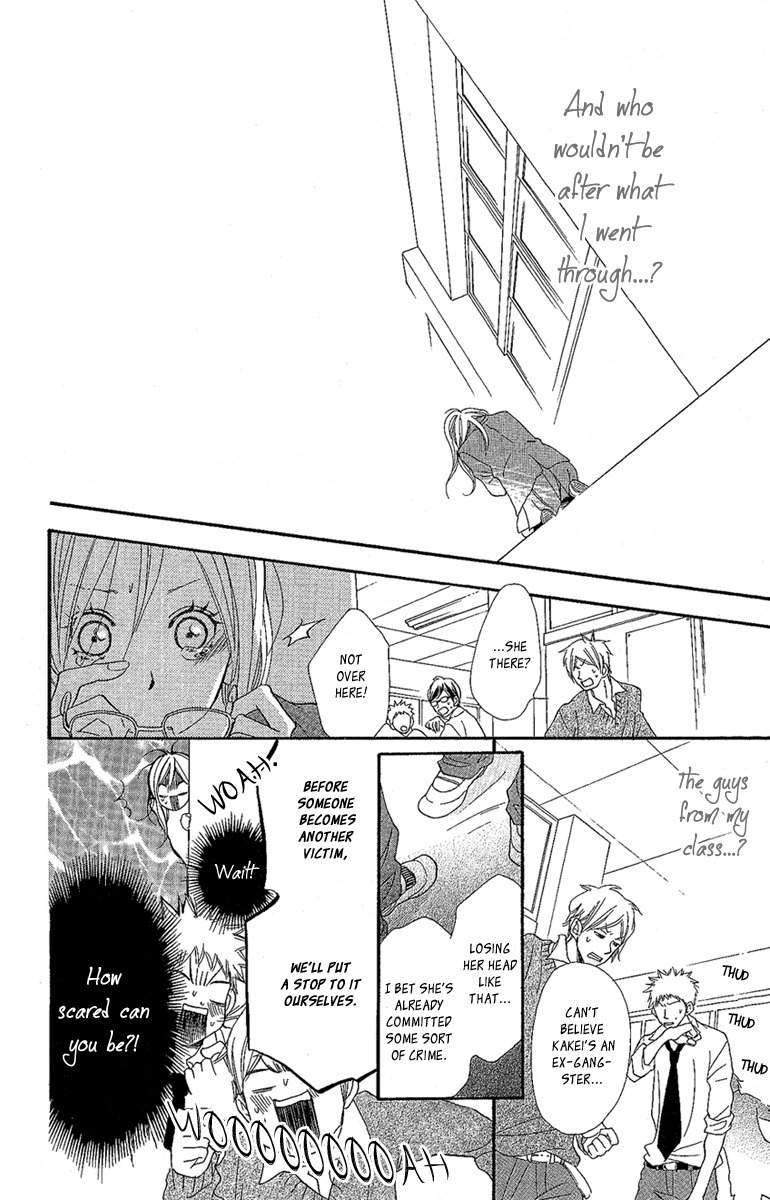 And who
wouldn't be
after what
I went
through...?
...SHE
THERE?
NOT
OVER
HERE!
The guys
from my
class...?
THUD
THUD
THUD
CAN'T
BELIEVE
KAKEI'S AN
EX-GANG-
STER...
LOSING
HER HEAD
LIKE
THAT...
I BET SHE'S
ALREADY
COMMITTED
SOME SORT
OF CRIME.
BEFORE
SOMEONE
BECOMES
ANOTHER
VICTIM,
WE'LL PUT
A STOP TO IT
OURSELVES.
WOAH!
Wait!
How
scared can
you be?!
WOOOOOOOOOAH